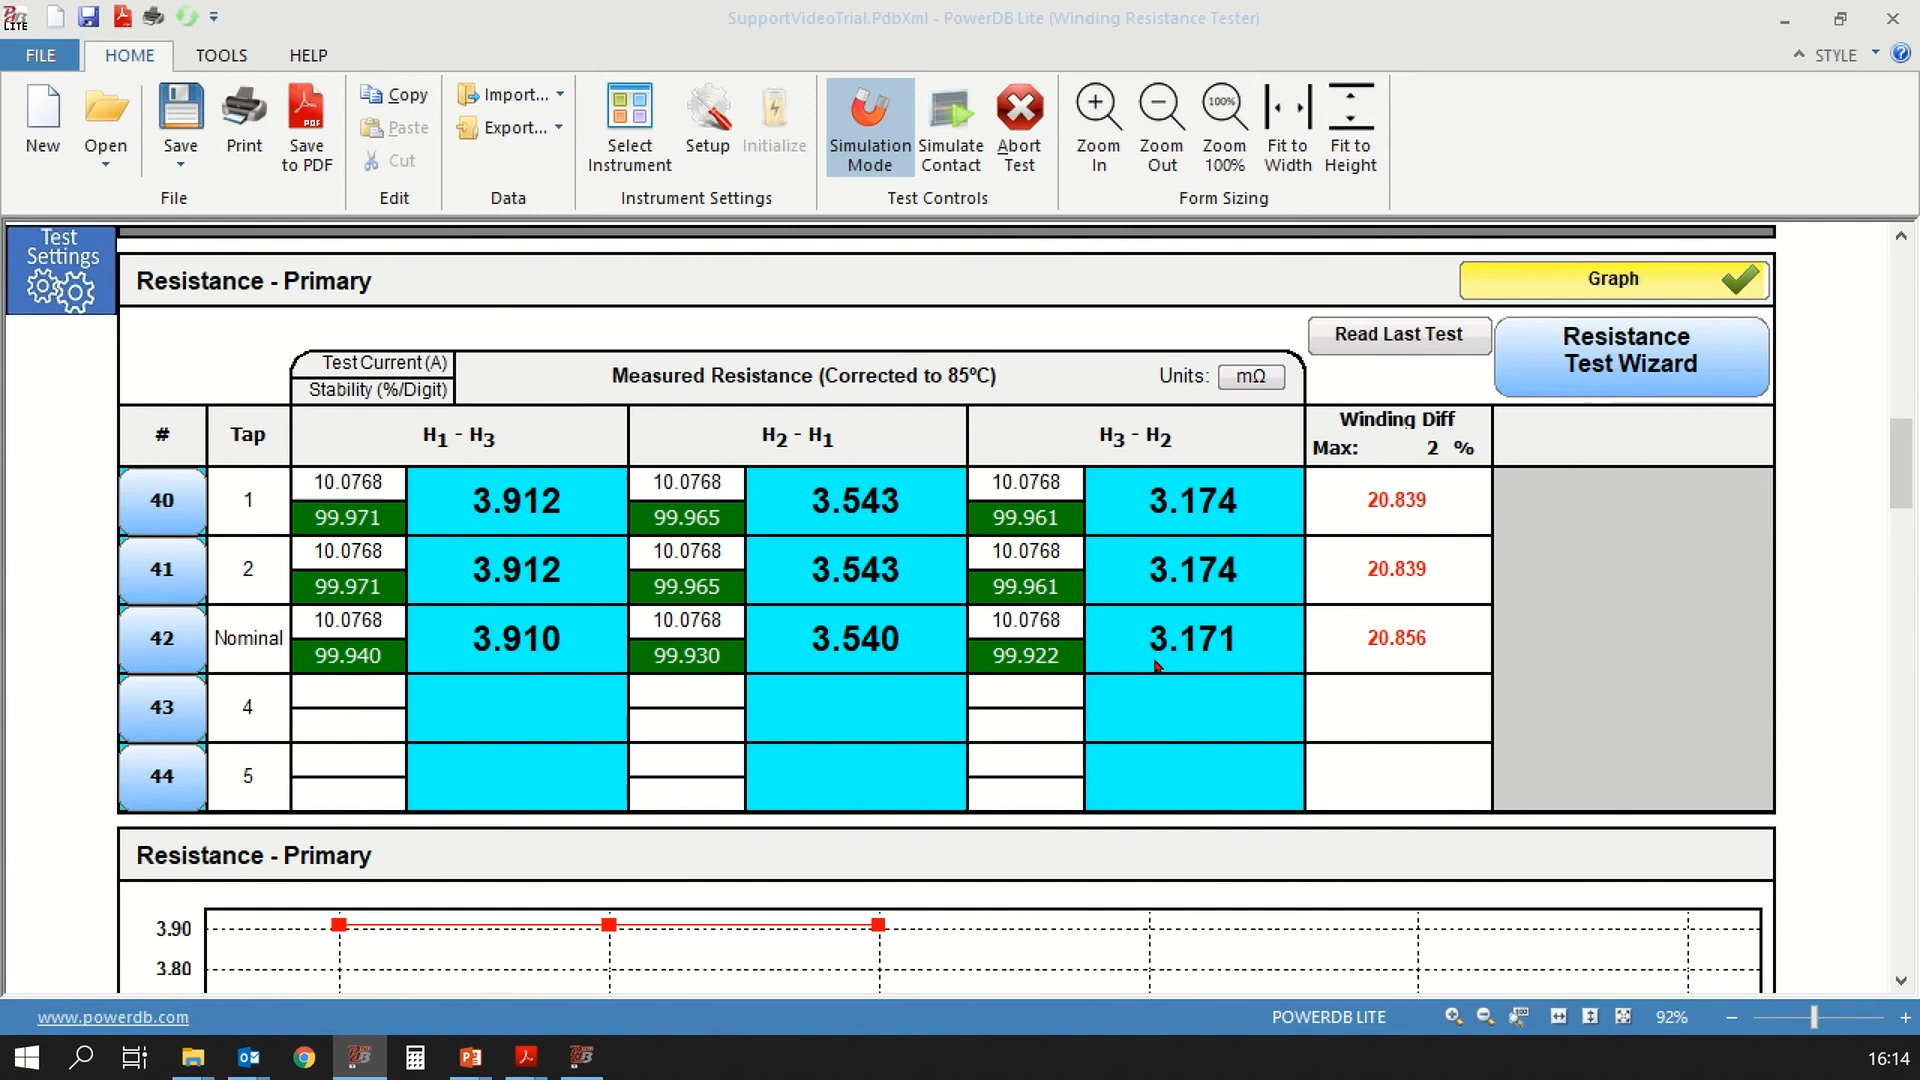 LITE
SupportVideoTrial.PdbXml - PowerDB Lite (Winding Resistance Tester)
FILE HOME TOOLS HELP STYLE
New Open Save Print Save to PDF
Copy
Paste
Cut
Import...
Export...
Select Instrument Setup Initialize
Simulation Mode Simulate Contact Abort Test
Zoom In Zoom Out 100% Zoom 100% Fit to Width Fit to Height
File Edit Data Instrument Settings Test Controls Form Sizing
Test Settings
Resistance - Primary
Graph
Read Last Test
Resistance Test Wizard
Test Current (A)
Stability (%/Digit)
Measured Resistance (Corrected to 85ºC) Units: mΩ
# Tap H1 - H3 H2 - H1 H3 - H2 Winding Diff
Max: 2 %
40 1 10.0768 3.912 10.0768 3.543 10.0768 3.174 20.839
99.971 99.965 99.961
41 2 10.0768 3.912 10.0768 3.543 10.0768 3.174 20.839
99.971 99.965 99.961
42 Nominal 10.0768 3.910 10.0768 3.540 10.0768 3.171 20.856
99.940 99.930 99.922
43 4
44 5
Resistance - Primary
3.90
3.80
www.powerdb.com POWERDB LITE 92%
16:14